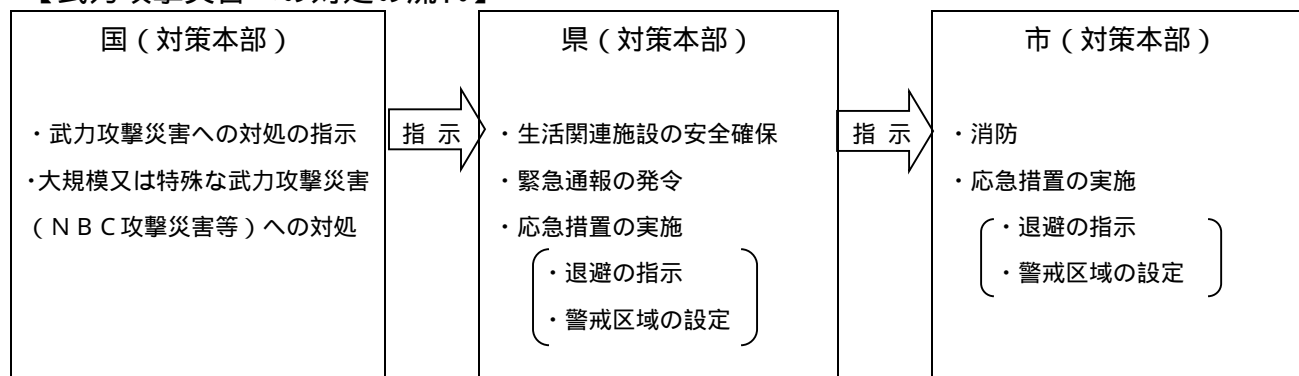 国（対策本部）
・武力攻撃災害への対処の指示
・大規模又は特殊な武力攻撃災害
（ＮＢＣ攻撃災害等）への対処
指 示
県（対策本部）
・生活関連施設の安全確保
・緊急通報の発令
・応急措置の実施
・退避の指示
・警戒区域の設定
指 示
市（対策本部）
・消防
・応急措置の実施
・退避の指示
・警戒区域の設定